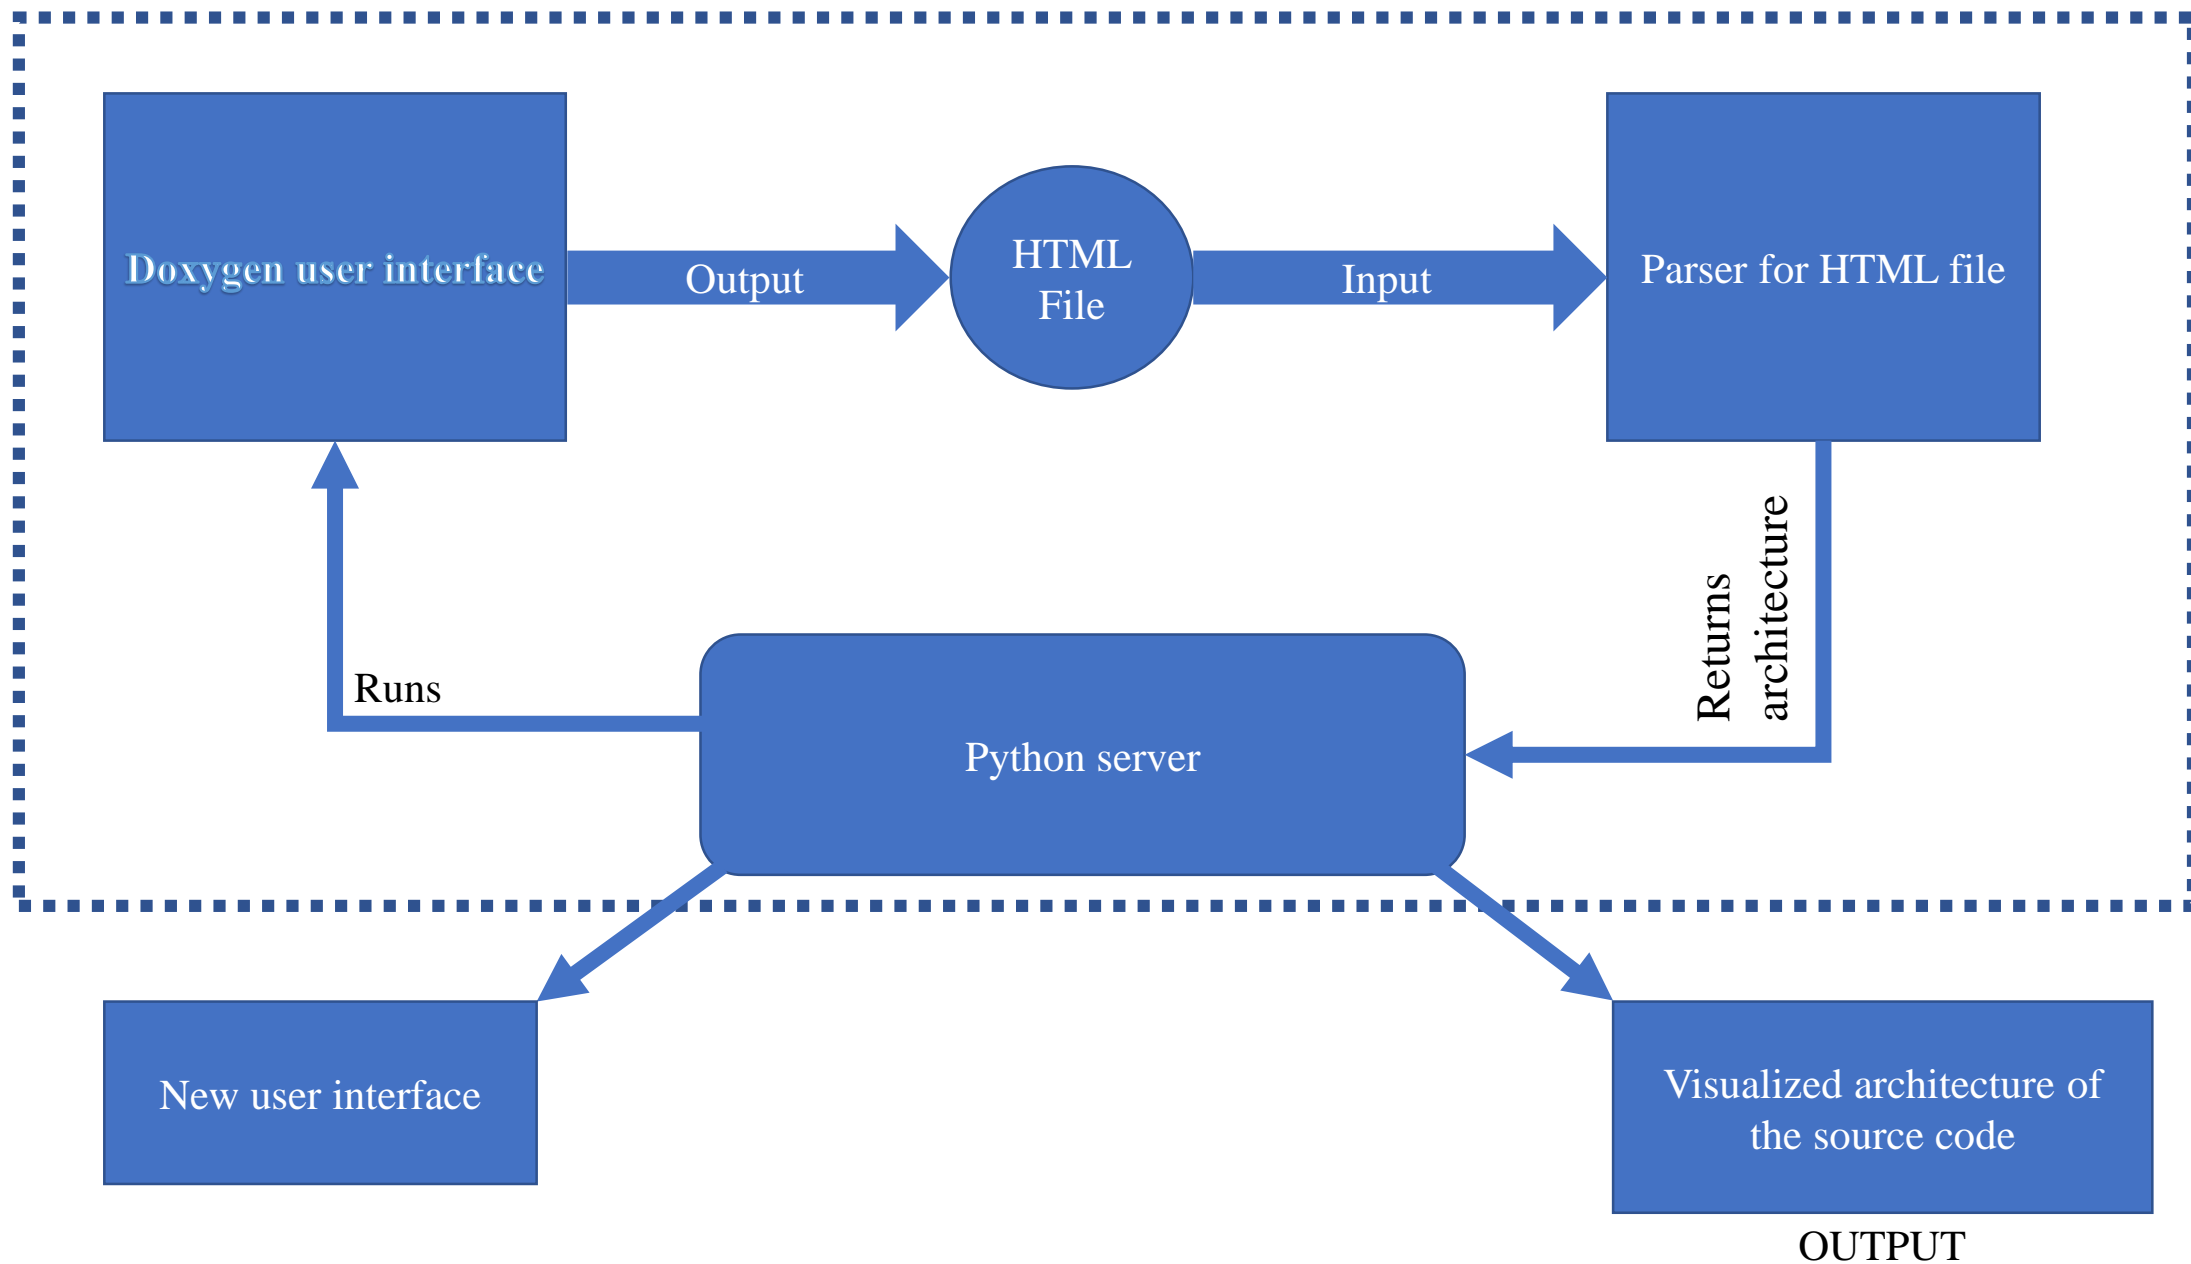 Doxygen user interface
Output
HTML
File
Input
Parser for HTML file
Runs
Returns
architecture
Python server
New user interface
Visualized architecture of
the source code
OUTPUT